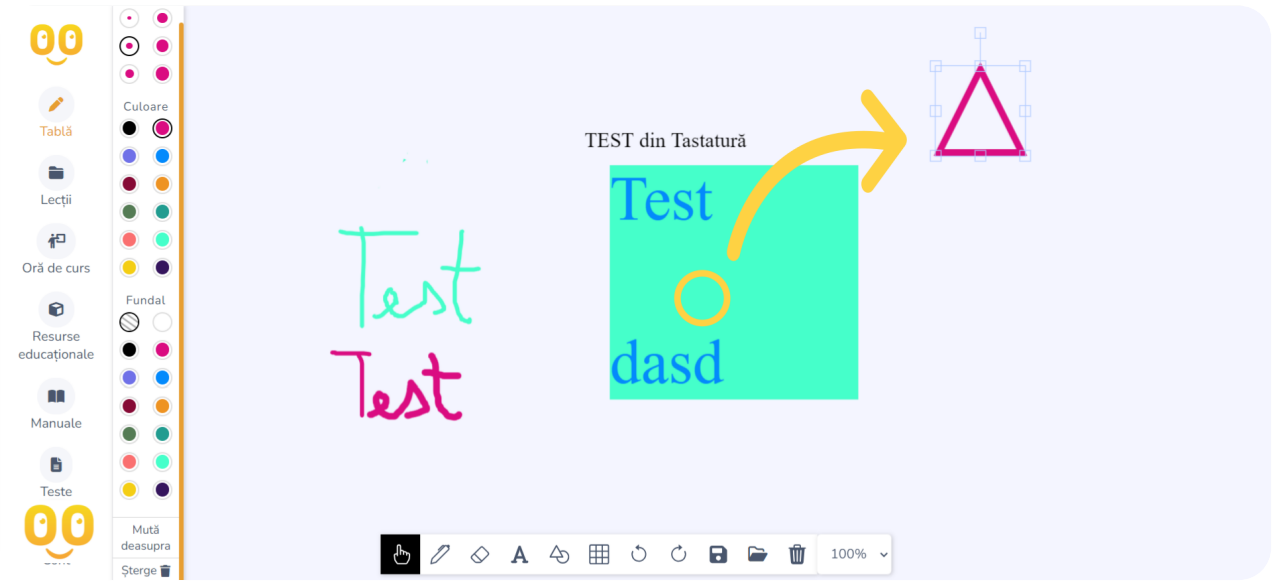 Culoare
Tablă
Lecții
Oră de curs
Fundal
Resurse
educaționale
Manuale
Teste
Mută
deasupra
Șterge
TEST din Tastatură
Test
dasd
Test
Test
100%